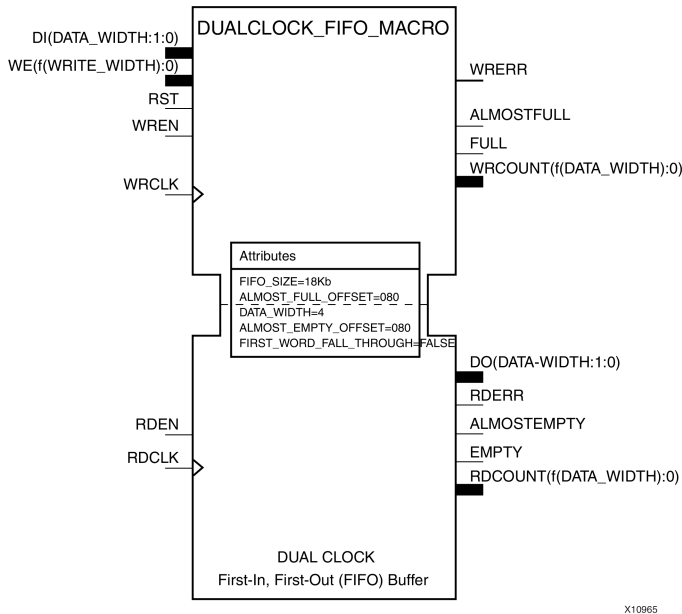 DUALCLOCK_FIFO_MACRO
DI(DATA_WIDTH:1:0)
WE(f(WRITE_WIDTH):0)
RST
WREN
WRCLK
WRERR
ALMOSTFULL
FULL
WRCOUNT(f(DATA_WIDTH):0)
Attributes
FIFO_SIZE=18Kb
ALMOST_FULL_OFFSET=080
DATA_WIDTH=4
ALMOST_EMPTY_OFFSET=080
FIRST_WORD_FALL_THROUGH=FALSE
RDEN
RDCLK
DO(DATA-WIDTH:1:0)
RDERR
ALMOSTEMPTY
EMPTY
RDCOUNT(f(DATA_WIDTH):0)
DUAL CLOCK
First-In, First-Out (FIFO) Buffer
X10965